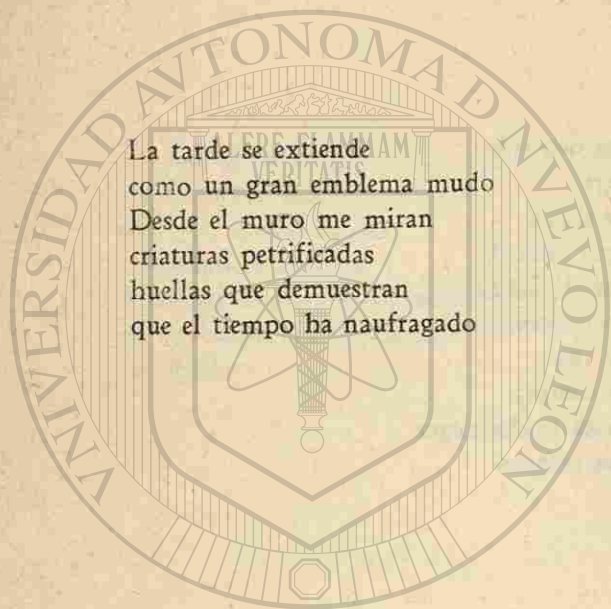 UNIVERSIDAD AUTONOMA DE NUEVO LEON
ALERE FLAMMAM
VERITATIS
La tarde se extiende
como un gran emblema mudo
Desde el muro me miran
criaturas petrificadas
huellas que demuestran
que el tiempo ha naufragado